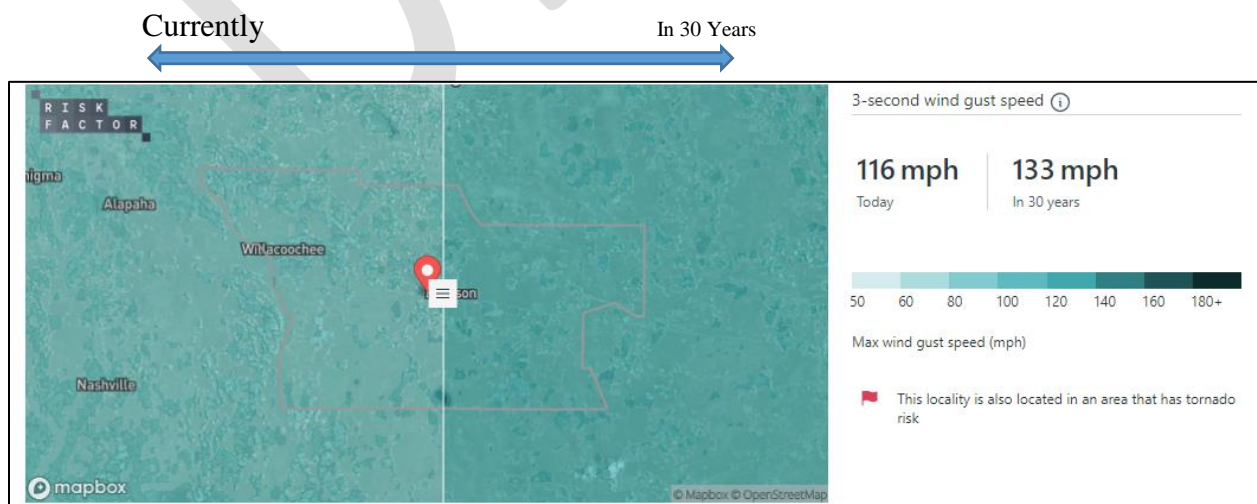 Currently
In 30 Years
RISK
FACTOR
nigma
Alapaha
Willacoochee
son
Nashville
mapbox
© Mapbox © OpenStreetMap
3-second wind gust speed
116 mph
Today
133 mph
In 30 years
50 60 80 100 120 140 160 180+
Max wind gust speed (mph)
This locality is also located in an area that has tornado
risk